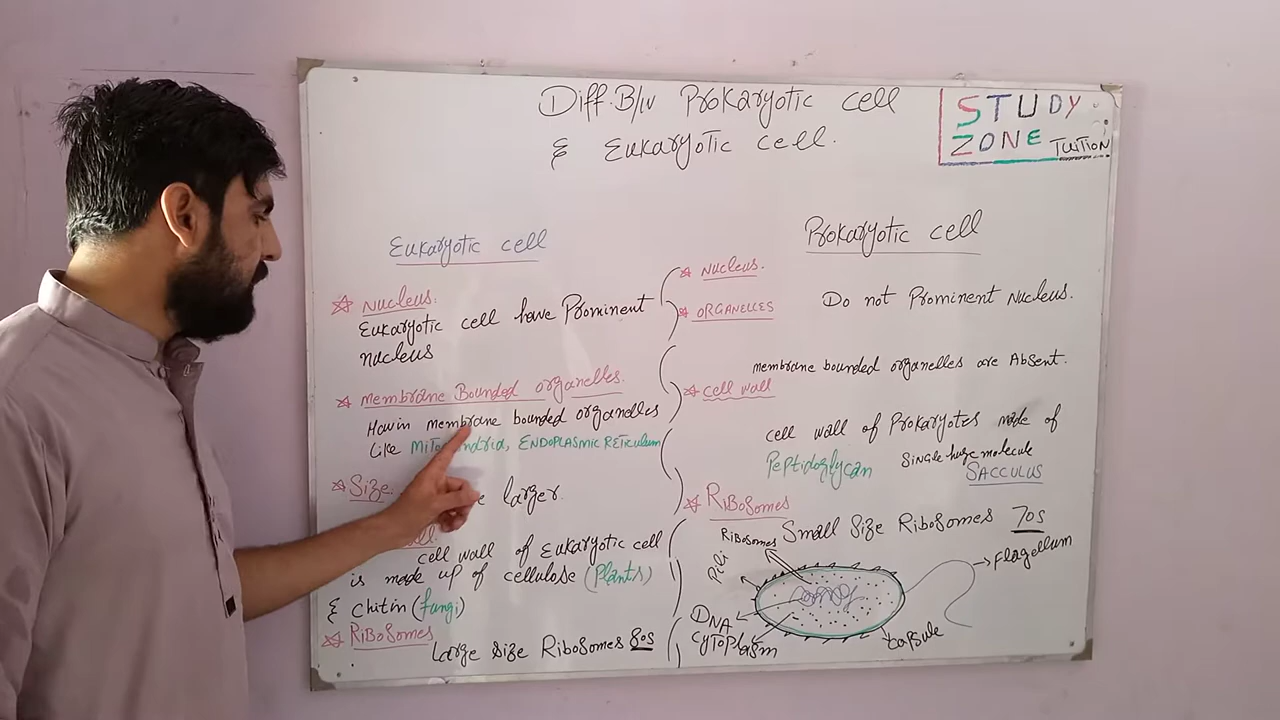 Diff. B/w Prokaryotic cell
& Eukaryotic cell.
STUDY
ZONE TUITION
Eukaryotic cell
Nucleus:
Eukaryotic cell have Prominent
nucleus
Membrane Bounded organelles.
Havin membrane bounded organelles
Like Mitochondria, ENDOPLASMIC RETICULUM
Size.
larger.
cell wall of Eukaryotic cell
is made up of cellulose (Plants)
& chitin (fungi)
RiBosomes
Large Size Ribosomes 80s
Prokaryotic cell
Nucleus.
Do not Prominent Nucleus.
ORGANELLES
membrane bounded organelles are Absent.
cell wall
cell wall of Prokaryotes made of
Peptidoglycan Single huge molecule
SACCULUS
RiBosomes
Small Size Ribosomes 70s
Ribosomes
Pili
Flagellum
DNA
CYTOPlasm
Capsule